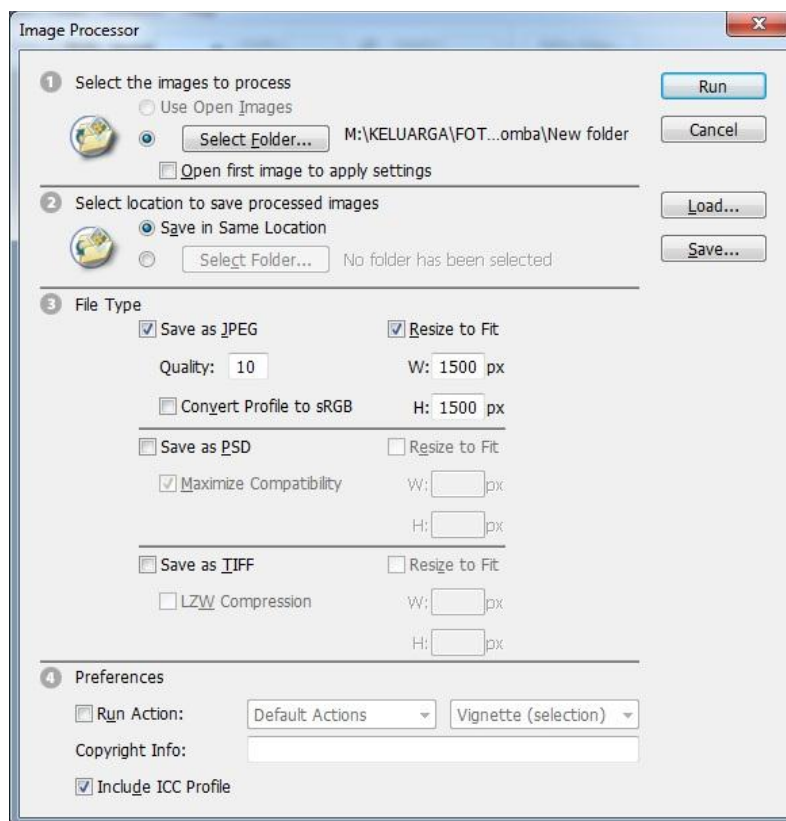 Image Processor
1 Select the images to process
Use Open Images
Select Folder... M:\KELUARGA\FOT...omba\New folder
Open first image to apply settings
Run
Cancel
2 Select location to save processed images
Save in Same Location
Select Folder... No folder has been selected
Load...
Save...
3 File Type
Save as JPEG Resize to Fit
Quality: 10 W: 1500 px
Convert Profile to sRGB H: 1500 px
Save as PSD Resize to Fit
Maximize Compatibility W: px
H: px
Save as TIFF Resize to Fit
LZW Compression W: px
H: px
4 Preferences
Run Action: Default Actions Vignette (selection)
Copyright Info:
Include ICC Profile